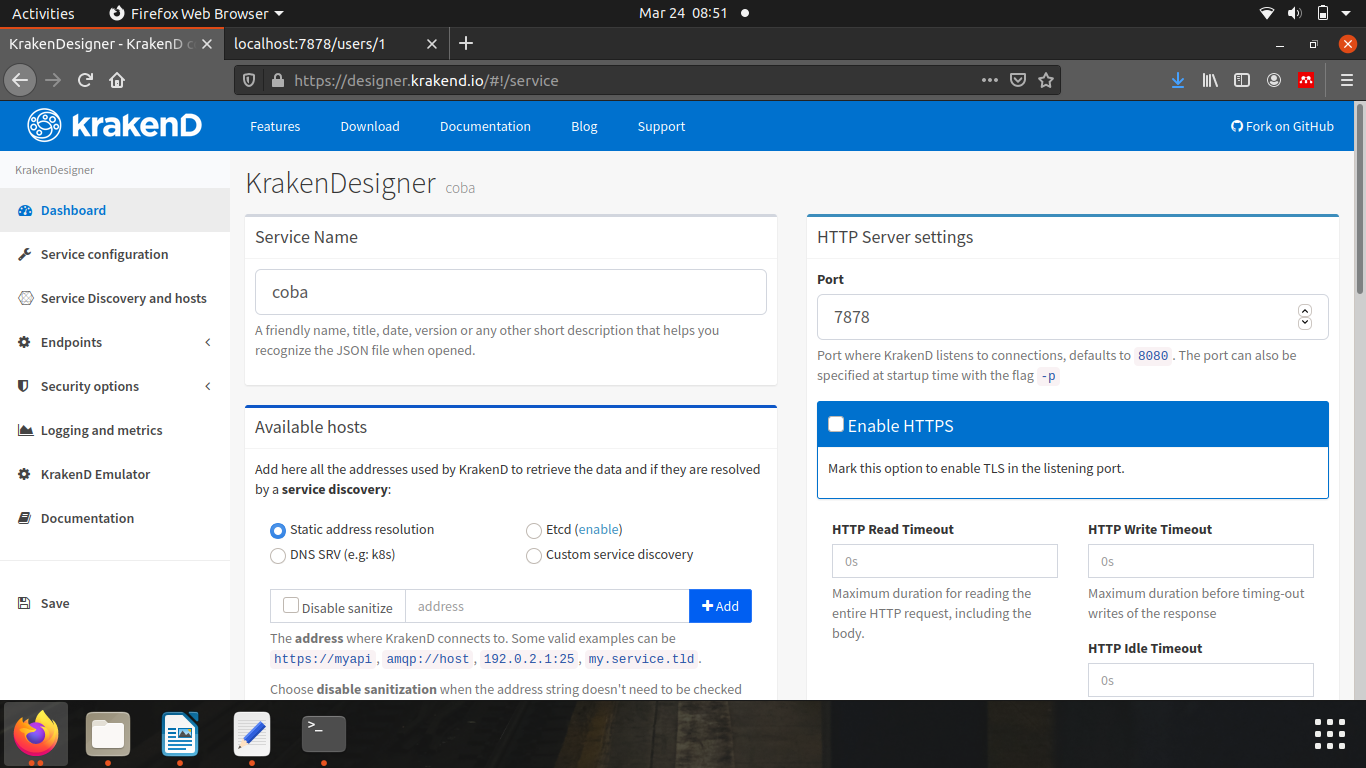 Activities
Firefox Web Browser
Mar 24 08:51
KrakenDesigner - KrakenD c
localhost:7878/users/1
https://designer.krakend.io/#!/service
krakenD
Features
Download
Documentation
Blog
Support
Fork on GitHub
KrakenDesigner
Dashboard
Service configuration
Service Discovery and hosts
Endpoints
Security options
Logging and metrics
KrakenD Emulator
Documentation
Save
KrakenDesigner coba
Service Name
coba
A friendly name, title, date, version or any other short description that helps you
recognize the JSON file when opened.
Available hosts
Add here all the addresses used by KrakenD to retrieve the data and if they are resolved
by a service discovery:
Static address resolution
Etcd (enable)
DNS SRV (e.g: k8s)
Custom service discovery
Disable sanitize
address
Add
The address where KrakenD connects to. Some valid examples can be
https://myapi, amqp://host, 192.0.2.1:25, my.service.tld.
Choose disable sanitization when the address string doesn't need to be checked
HTTP Server settings
Port
7878
Port where KrakenD listens to connections, defaults to 8080. The port can also be
specified at startup time with the flag -p
Enable HTTPS
Mark this option to enable TLS in the listening port.
HTTP Read Timeout
0s
Maximum duration for reading the
entire HTTP request, including the
body.
HTTP Write Timeout
0s
Maximum duration before timing-out
writes of the response
HTTP Idle Timeout
0s